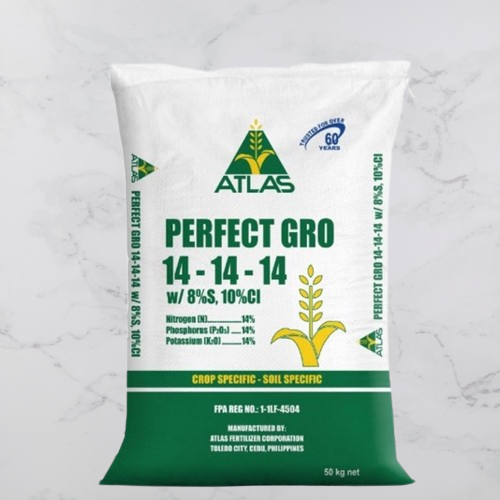 TRUSTED FOR OVER
60
YEARS
ATLAS
PERFECT GRO
14 - 14 - 14
w/ 8%S, 10%Cl
Nitrogen (N)...............14%
Phosphorus (P₂O₅) .....14%
Potassium (K₂O) ..........14%
CROP SPECIFIC - SOIL SPECIFIC
FPA REG NO.: 1-1LF-4504
MANUFACTURED BY:
ATLAS FERTILIZER CORPORATION
TOLEDO CITY, CEBU, PHILIPPINES
50 kg net
ATLAS
PERFECT GRO 14-14-14 w/ 8%S, 10%Cl
ATLAS
PERFECT GRO 14-14-14 w/ 8%S, 10%Cl